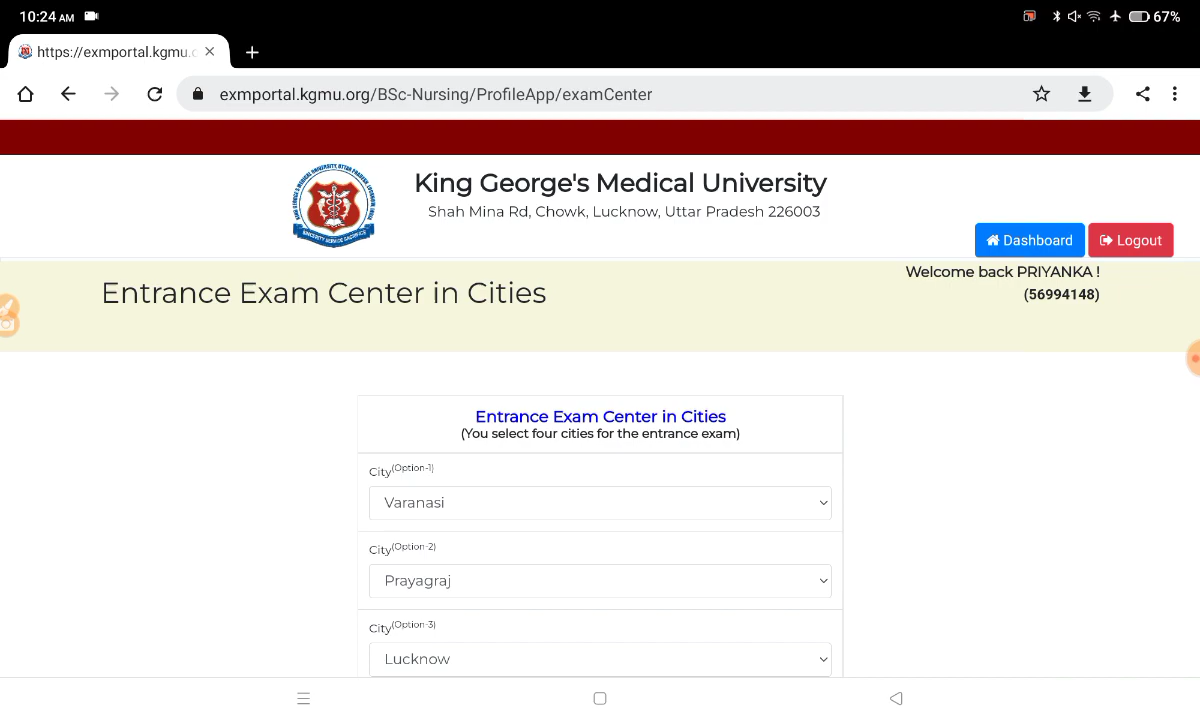 10:24 AM
67%
https://exmportal.kgmu.c
exmportal.kgmu.org/BSc-Nursing/ProfileApp/examCenter
King George's Medical University
Shah Mina Rd, Chowk, Lucknow, Uttar Pradesh 226003
Dashboard
Logout
Welcome back PRIYANKA !
(56994148)
Entrance Exam Center in Cities
Entrance Exam Center in Cities
(You select four cities for the entrance exam)
City(Option-1)
Varanasi
City(Option-2)
Prayagraj
City(Option-3)
Lucknow